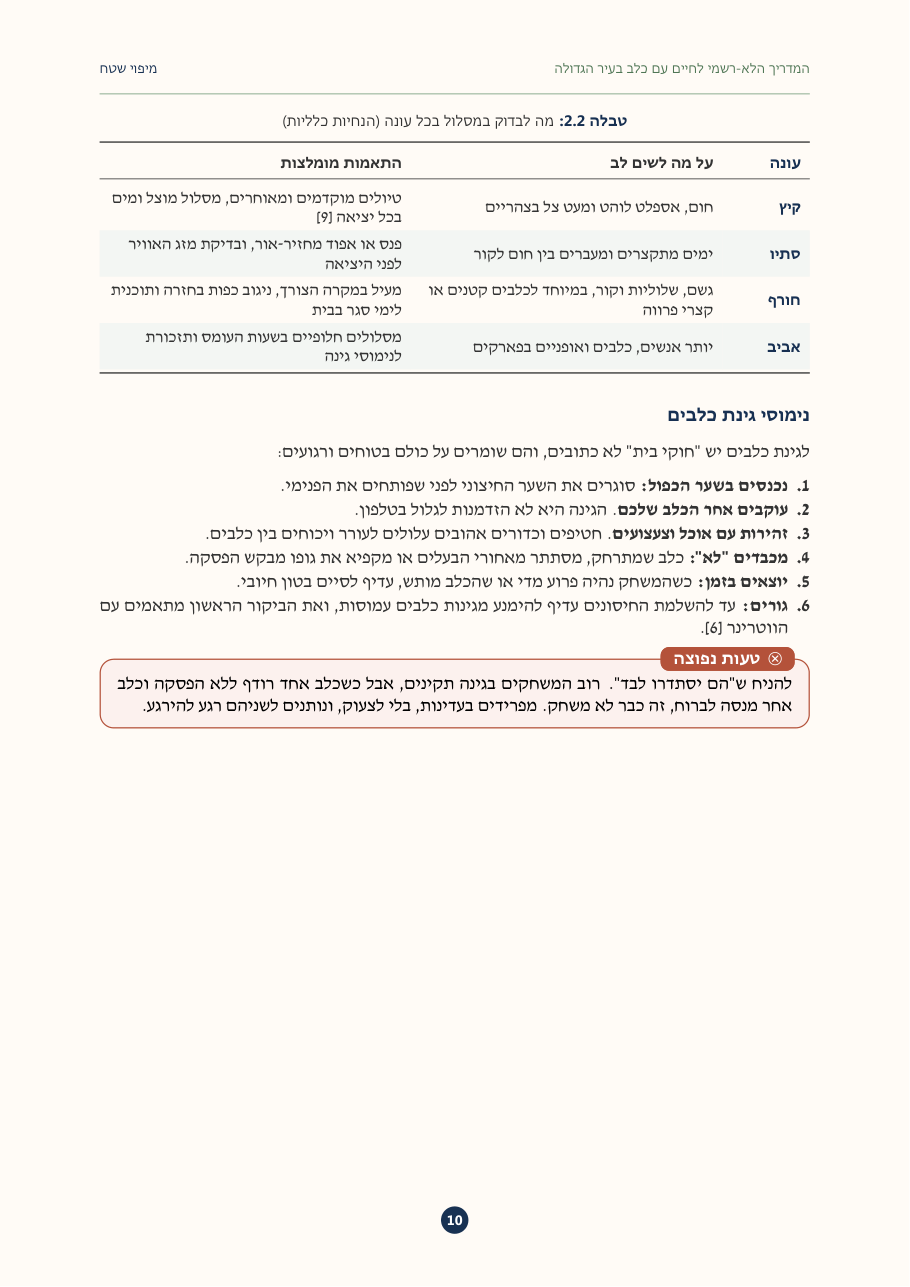 המדריך הלא-רשמי לחיים עם כלב בעיר הגדולה מיפוי שטח
טבלה 2.2: מה לבדוק במסלול בכל עונה (הנחיות כלליות)
עונה על מה לשים לב התאמות מומלצות
קיץ חום, אספלט לוהט ומעט צל בצהריים טיולים מוקדמים ומאוחרים, מסלול מוצל ומים
בכל יציאה [9]
סתיו ימים מתקצרים ומעברים בין חום לקור פנס או אפוד מחזיר-אור, ובדיקת מזג האוויר
לפני היציאה
חורף גשם, שלוליות וקור, במיוחד לכלבים קטנים או
קצרי פרווה
מעיל במקרה הצורך, ניגוב כפות בחזרה ותוכנית
לימי סגר בבית
אביב יותר אנשים, כלבים ואופניים בפארקים מסלולים חלופיים בשעות העומס ותזכורת
לנימוסי גינה
נימוסי גינת כלבים
לגינת כלבים יש "חוקי בית" לא כתובים, והם שומרים על כולם בטוחים ורגועים:
1. נכנסים בשער הכפול: סוגרים את השער החיצוני לפני שפותחים את הפנימי.
2. עוקבים אחר הכלב שלכם. הגינה היא לא הזדמנות לגלול בטלפון.
3. זהירות עם אוכל וצעצועים. חטיפים וכדורים אהובים עלולים לעורר ויכוחים בין כלבים.
4. מכבדים "לא": כלב שמתרחק, מסתתר מאחורי הבעלים או מקפיא את גופו מבקש הפסקה.
5. יוצאים בזמן: כשהמשחק נהיה פרוע מדי או שהכלב מותש, עדיף לסיים בטון חיובי.
6. גורים: עד להשלמת החיסונים עדיף להימנע מגינות כלבים עמוסות, ואת הביקור הראשון מתאמים עם
הווטרינר [6].
טעות נפוצה
להניח ש"הם יסתדרו לבד". רוב המשחקים בגינה תקינים, אבל כשכלב אחד רודף ללא הפסקה וכלב
אחר מנסה לברוח, זה כבר לא משחק. מפרידים בעדינות, בלי לצעוק, ונותנים לשניהם רגע להירגע.
10